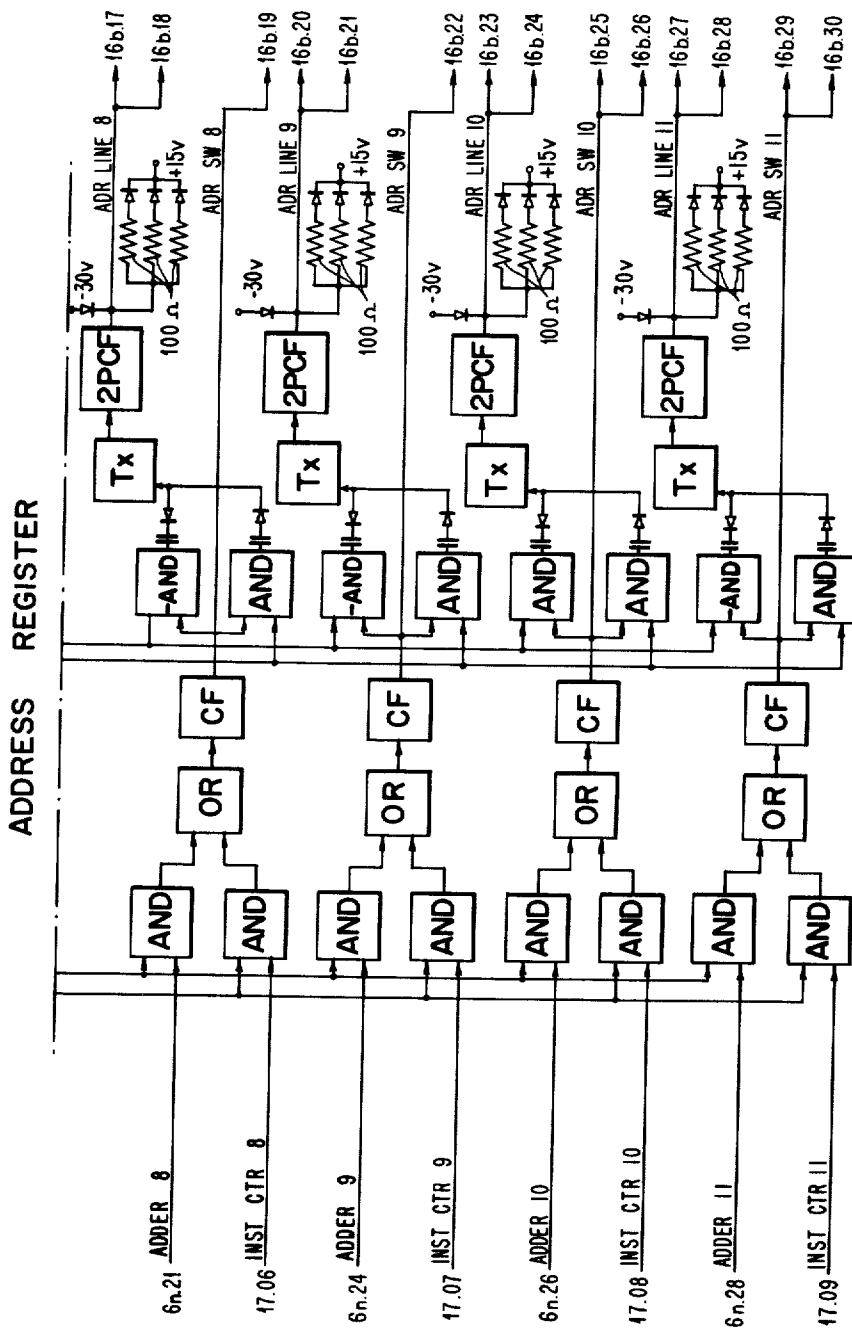 ADDRESS REGISTER
6n.21 ADDER 8
17.06 INST CTR 8
AND
AND
OR
CF
-AND
AND
Tx
2PCF
-30v
100 Ω
+15v
ADR LINE 8
16b.17
16b.18
ADR SW 8
16b.19
6n.24 ADDER 9
17.07 INST CTR 9
AND
AND
OR
CF
-AND
AND
Tx
2PCF
-30v
100 Ω
+15v
ADR LINE 9
16b.20
16b.21
ADR SW 9
16b.22
6n.26 ADDER 10
17.08 INST CTR 10
AND
AND
OR
CF
AND
AND
Tx
2PCF
-30v
100 Ω
+15v
ADR LINE 10
16b.23
16b.24
ADR SW 10
16b.25
16b.26
6n.28 ADDER 11
17.09 INST CTR 11
AND
AND
OR
CF
-AND
AND
Tx
2PCF
-30v
100 Ω
+15v
ADR LINE 11
16b.27
16b.28
ADR SW 11
16b.29
16b.30